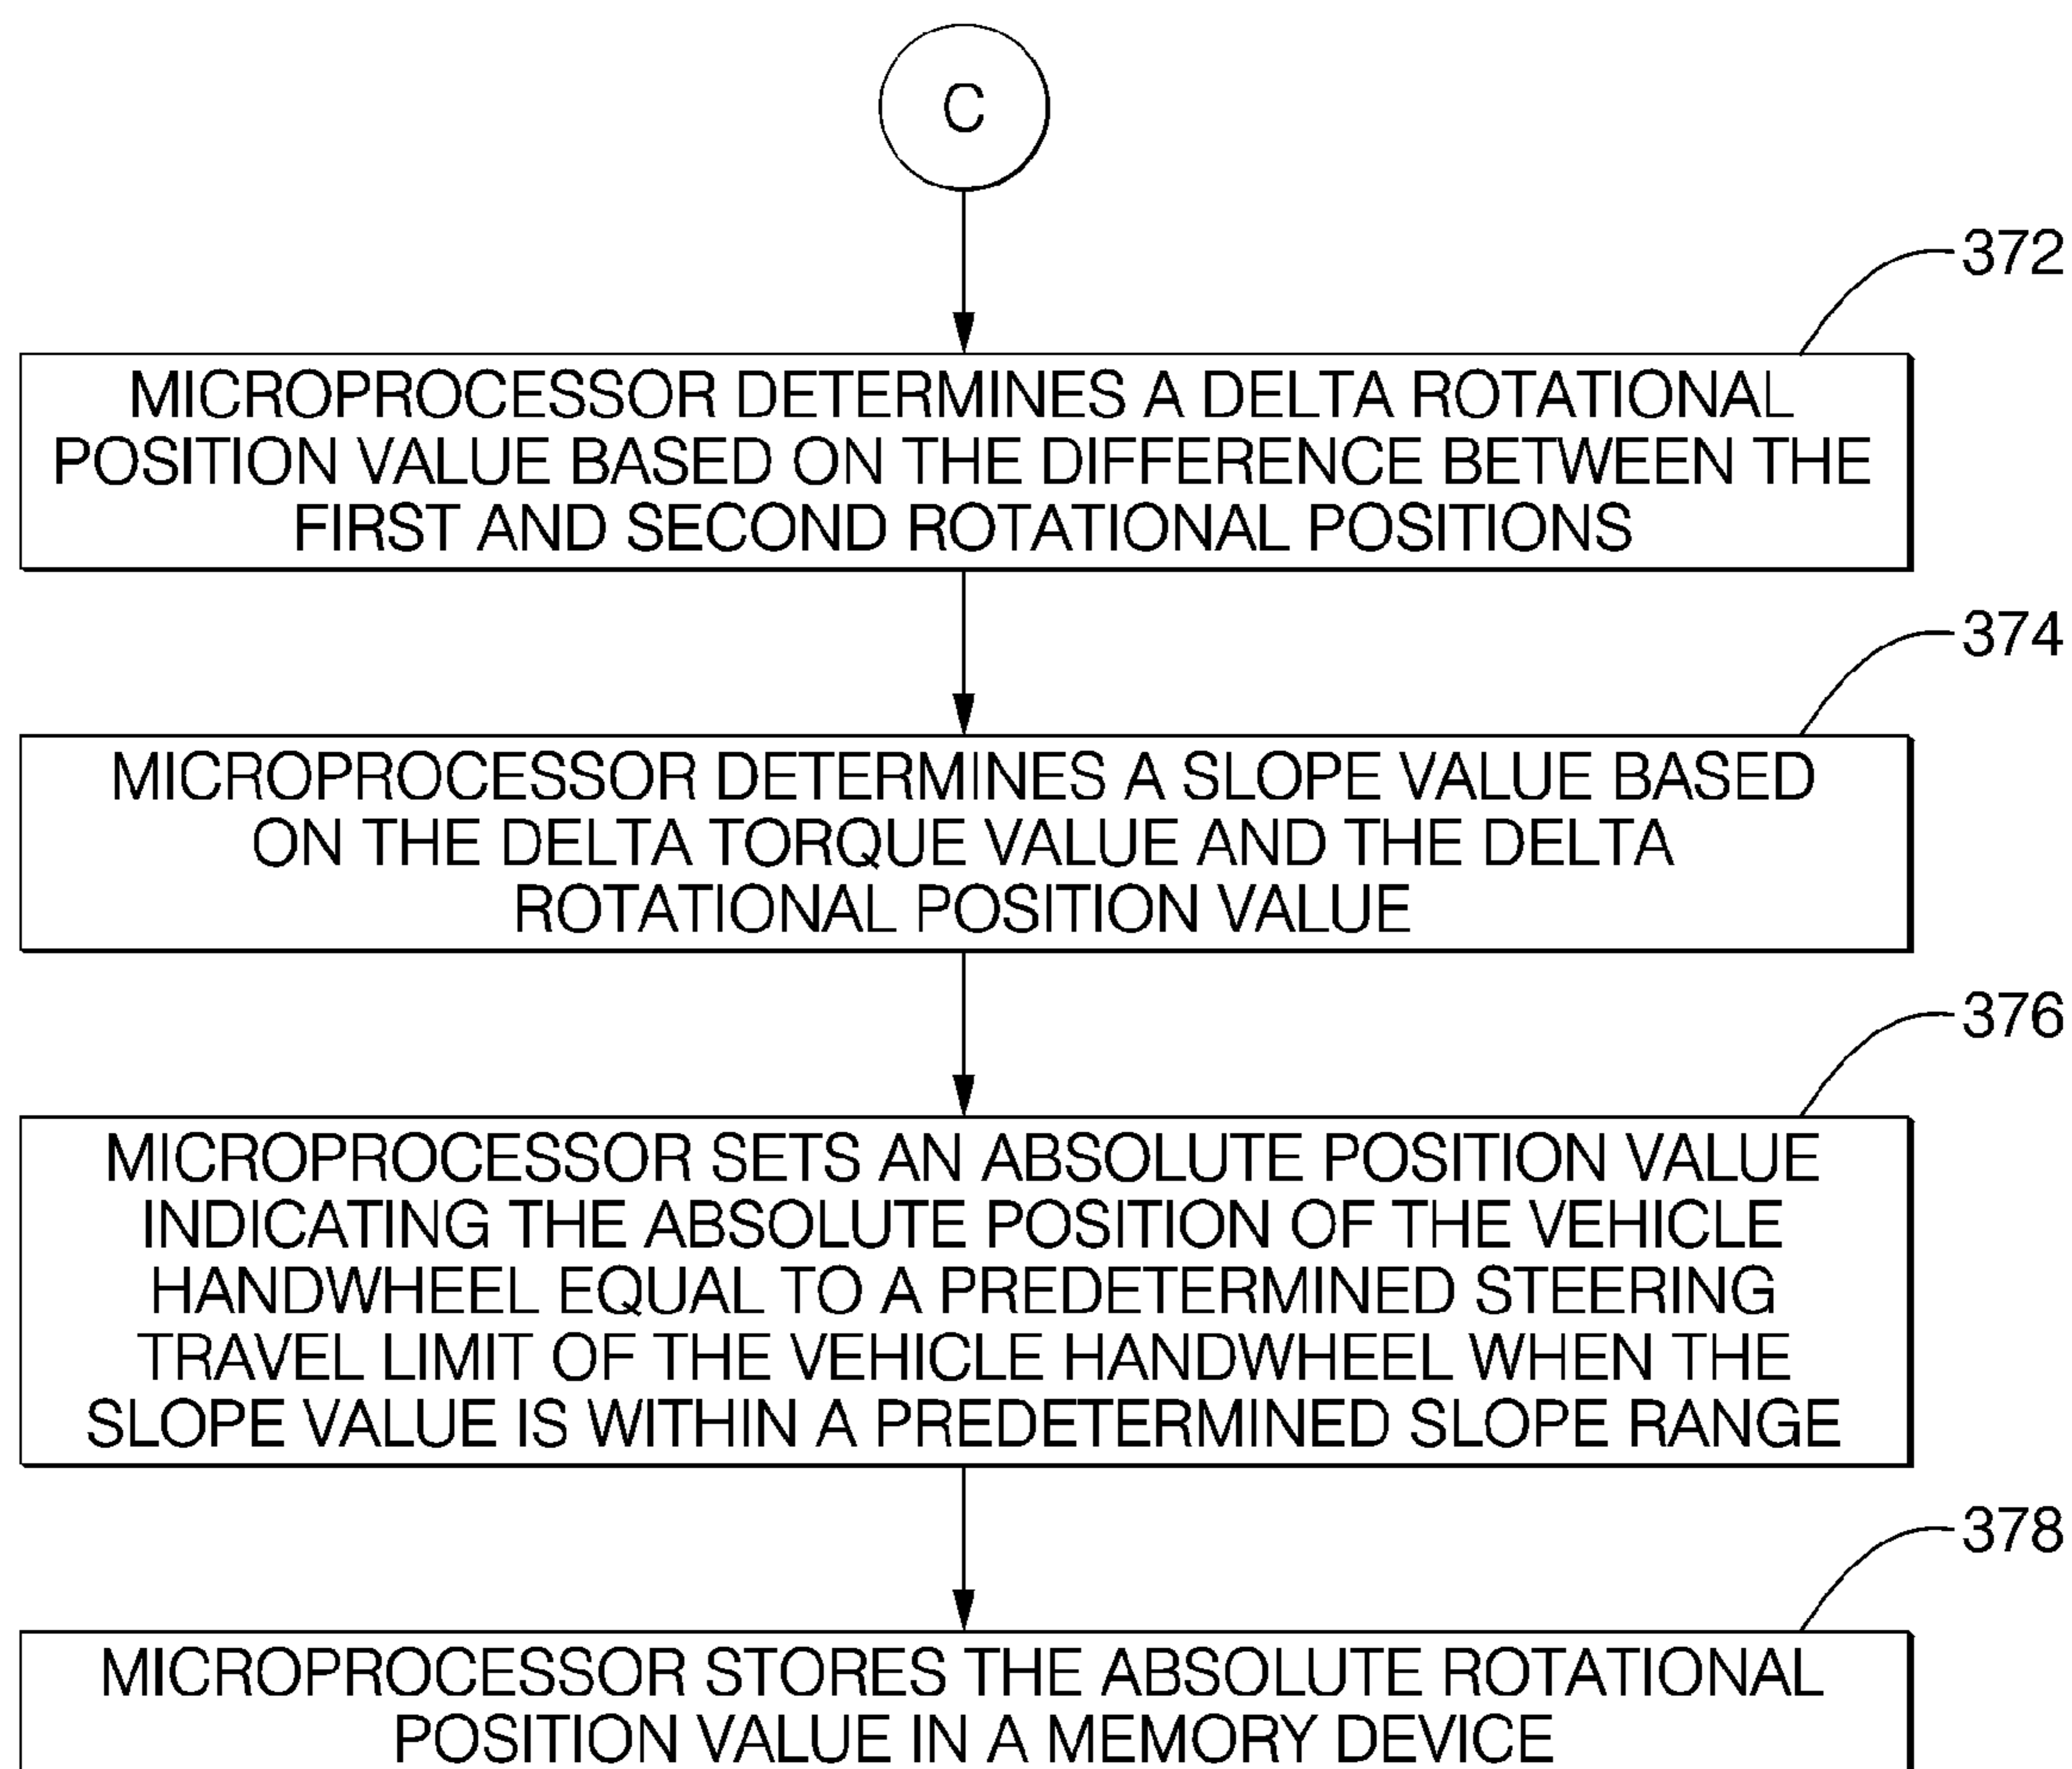 C
372
MICROPROCESSOR DETERMINES A DELTA ROTATIONAL
POSITION VALUE BASED ON THE DIFFERENCE BETWEEN THE
FIRST AND SECOND ROTATIONAL POSITIONS
374
MICROPROCESSOR DETERMINES A SLOPE VALUE BASED
ON THE DELTA TORQUE VALUE AND THE DELTA
ROTATIONAL POSITION VALUE
376
MICROPROCESSOR SETS AN ABSOLUTE POSITION VALUE
INDICATING THE ABSOLUTE POSITION OF THE VEHICLE
HANDWHEEL EQUAL TO A PREDETERMINED STEERING
TRAVEL LIMIT OF THE VEHICLE HANDWHEEL WHEN THE
SLOPE VALUE IS WITHIN A PREDETERMINED SLOPE RANGE
378
MICROPROCESSOR STORES THE ABSOLUTE ROTATIONAL
POSITION VALUE IN A MEMORY DEVICE